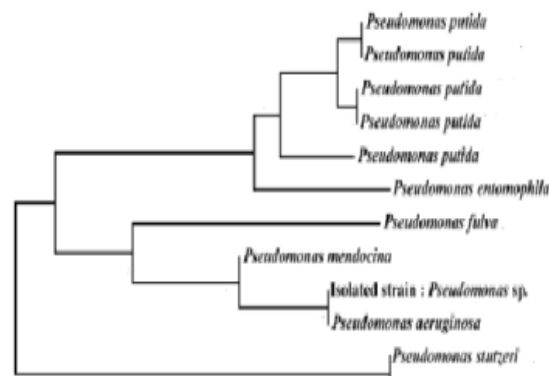 Pseudomonas putida
Pseudomonas putida
Pseudomonas putida
Pseudomonas putida
Pseudomonas putida
Pseudomonas entomophila
Pseudomonas fulva
Pseudomonas mendocina
Isolated strain : Pseudomonas sp.
Pseudomonas aeruginosa
Pseudomonas stutzeri